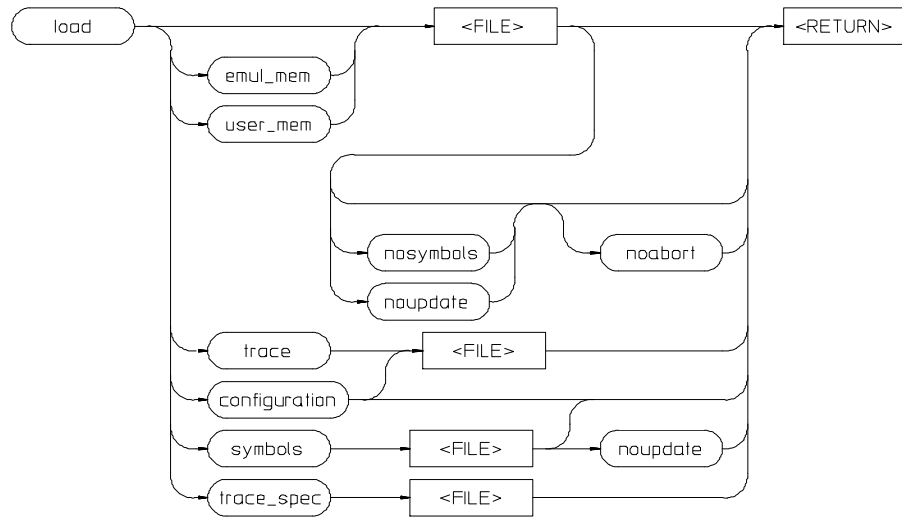 load
<FILE>
<RETURN>
emul_mem
user_mem
nosymbols
noabort
noupdate
trace
<FILE>
configuration
symbols
<FILE>
noupdate
trace_spec
<FILE>